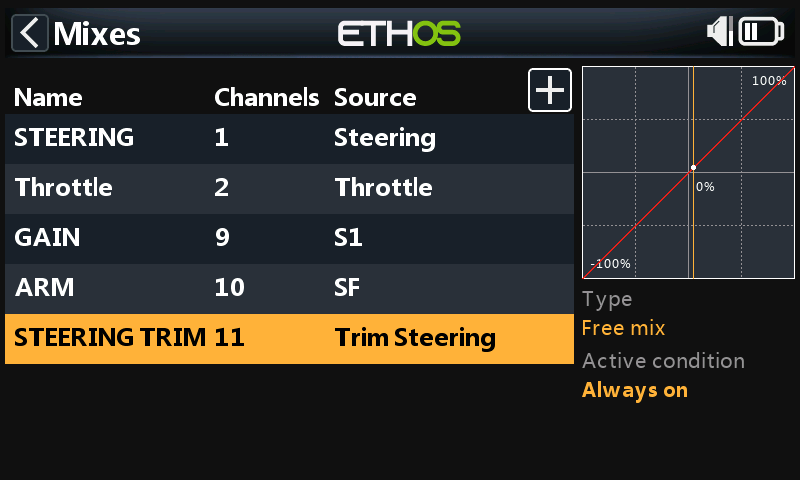 Mixes
ETHOS
Name Channels Source
STEERING 1 Steering
Throttle 2 Throttle
GAIN 9 S1
ARM 10 SF
STEERING TRIM 11 Trim Steering
100%
0%
-100%
Type
Free mix
Active condition
Always on